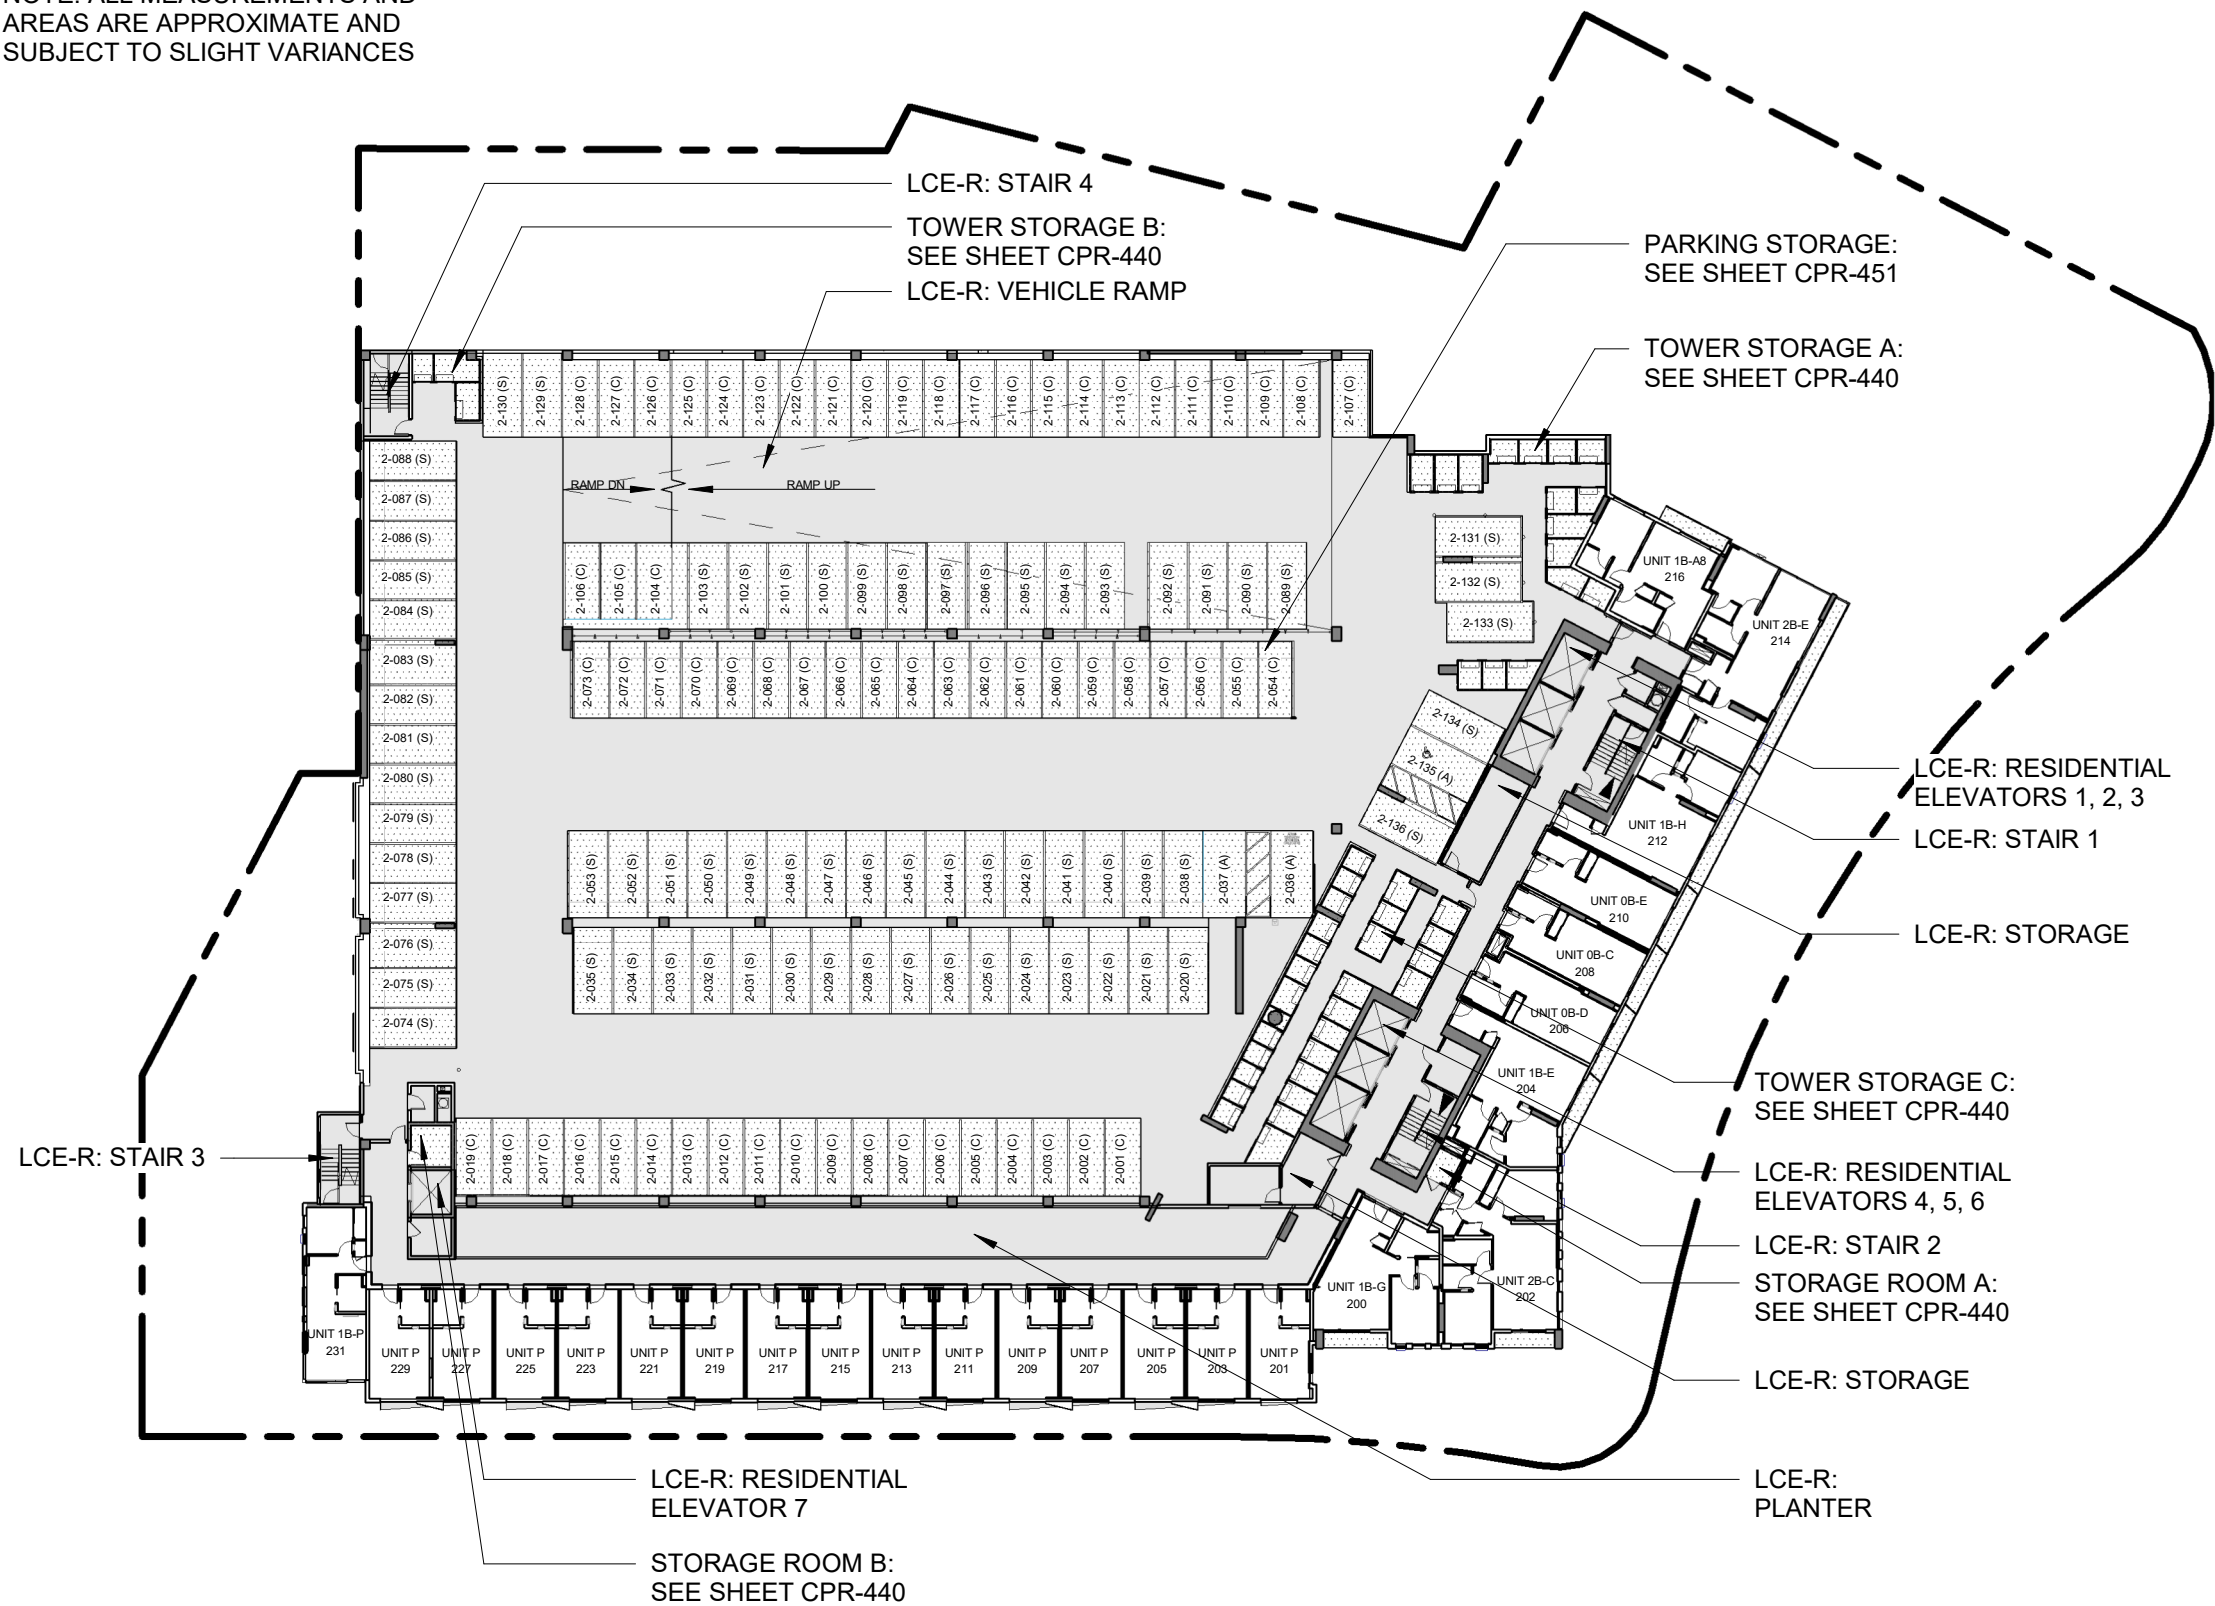 NOTE: ALL MEASUREMENTS AND
AREAS ARE APPROXIMATE AND
SUBJECT TO SLIGHT VARIANCES
LCE-R: STAIR 4
TOWER STORAGE B:
SEE SHEET CPR-440
LCE-R: VEHICLE RAMP
PARKING STORAGE:
SEE SHEET CPR-451
TOWER STORAGE A:
SEE SHEET CPR-440
2-130 (S)
2-129 (S)
2-128 (C)
2-127 (C)
2-126 (C)
2-125 (C)
2-124 (C)
2-123 (C)
2-122 (C)
2-121 (C)
2-120 (C)
2-119 (C)
2-118 (C)
2-117 (C)
2-116 (C)
2-115 (C)
2-114 (C)
2-113 (C)
2-112 (C)
2-111 (C)
2-110 (C)
2-109 (C)
2-108 (C)
2-107 (C)
2-088 (S)
2-087 (S)
2-086 (S)
2-085 (S)
2-084 (S)
2-083 (S)
2-082 (S)
2-081 (S)
2-080 (S)
2-079 (S)
2-078 (S)
2-077 (S)
2-076 (S)
2-075 (S)
2-074 (S)
RAMP DN
RAMP UP
2-106 (C)
2-105 (C)
2-104 (C)
2-103 (S)
2-102 (S)
2-101 (S)
2-100 (S)
2-099 (S)
2-098 (S)
2-097 (S)
2-096 (S)
2-095 (S)
2-094 (S)
2-093 (S)
2-092 (S)
2-091 (S)
2-090 (S)
2-089 (S)
2-131 (S)
2-132 (S)
2-133 (S)
UNIT 1B-A8
216
UNIT 2B-E
214
2-073 (C)
2-072 (C)
2-071 (C)
2-070 (C)
2-069 (C)
2-068 (C)
2-067 (C)
2-066 (C)
2-065 (C)
2-064 (C)
2-063 (C)
2-062 (C)
2-061 (C)
2-060 (C)
2-059 (C)
2-058 (C)
2-057 (C)
2-056 (C)
2-055 (C)
2-054 (C)
2-134 (S)
2-135 (A)
2-136 (S)
LCE-R: RESIDENTIAL
ELEVATORS 1, 2, 3
LCE-R: STAIR 1
UNIT 1B-H
212
UNIT 0B-E
210
LCE-R: STORAGE
UNIT 0B-C
208
UNIT 0B-D
206
2-053 (S)
2-052 (S)
2-051 (S)
2-050 (S)
2-049 (S)
2-048 (S)
2-047 (S)
2-046 (S)
2-045 (S)
2-044 (S)
2-043 (S)
2-042 (S)
2-041 (S)
2-040 (S)
2-039 (S)
2-038 (S)
2-037 (A)
2-036 (A)
2-035 (S)
2-034 (S)
2-033 (S)
2-032 (S)
2-031 (S)
2-030 (S)
2-029 (S)
2-028 (S)
2-027 (S)
2-026 (S)
2-025 (S)
2-024 (S)
2-023 (S)
2-022 (S)
2-021 (S)
2-020 (S)
UNIT 1B-E
204
TOWER STORAGE C:
SEE SHEET CPR-440
LCE-R: STAIR 3
2-019 (C)
2-018 (C)
2-017 (C)
2-016 (C)
2-015 (C)
2-014 (C)
2-013 (C)
2-012 (C)
2-011 (C)
2-010 (C)
2-009 (C)
2-008 (C)
2-007 (C)
2-006 (C)
2-005 (C)
2-004 (C)
2-003 (C)
2-002 (C)
2-001 (C)
LCE-R: RESIDENTIAL
ELEVATORS 4, 5, 6
LCE-R: STAIR 2
STORAGE ROOM A:
SEE SHEET CPR-440
UNIT 1B-G
200
UNIT 2B-C
202
UNIT 1B-P
231
UNIT P
229
UNIT P
227
UNIT P
225
UNIT P
223
UNIT P
221
UNIT P
219
UNIT P
217
UNIT P
215
UNIT P
213
UNIT P
211
UNIT P
209
UNIT P
207
UNIT P
205
UNIT P
203
UNIT P
201
LCE-R: STORAGE
LCE-R: RESIDENTIAL
ELEVATOR 7
LCE-R:
PLANTER
STORAGE ROOM B:
SEE SHEET CPR-440